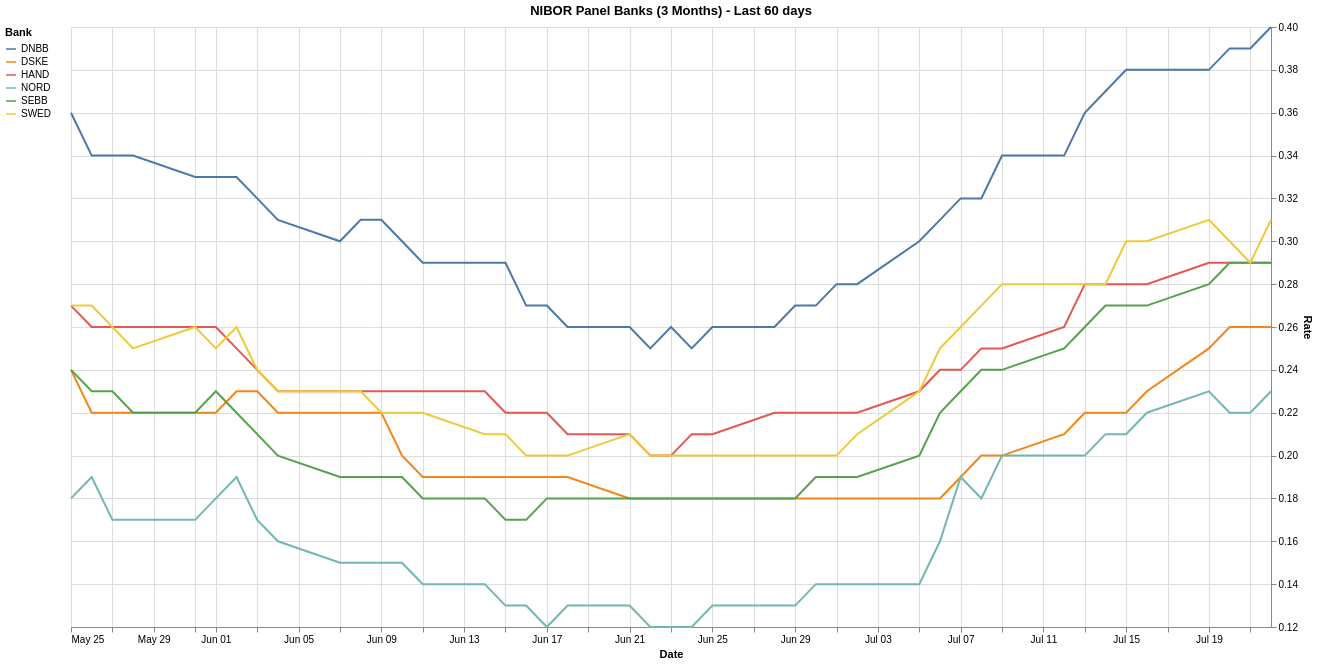 NIBOR Panel Banks (3 Months) - Last 60 days
Bank
DNBB
DSKE
HAND
NORD
SEBB
SWED
0.40
0.38
0.36
0.34
0.32
0.30
0.28
0.26
0.24
0.22
0.20
0.18
0.16
0.14
0.12
Rate
May 25 May 29 Jun 01 Jun 05 Jun 09 Jun 13 Jun 17 Jun 21 Jun 25 Jun 29 Jul 03 Jul 07 Jul 11 Jul 15 Jul 19
Date